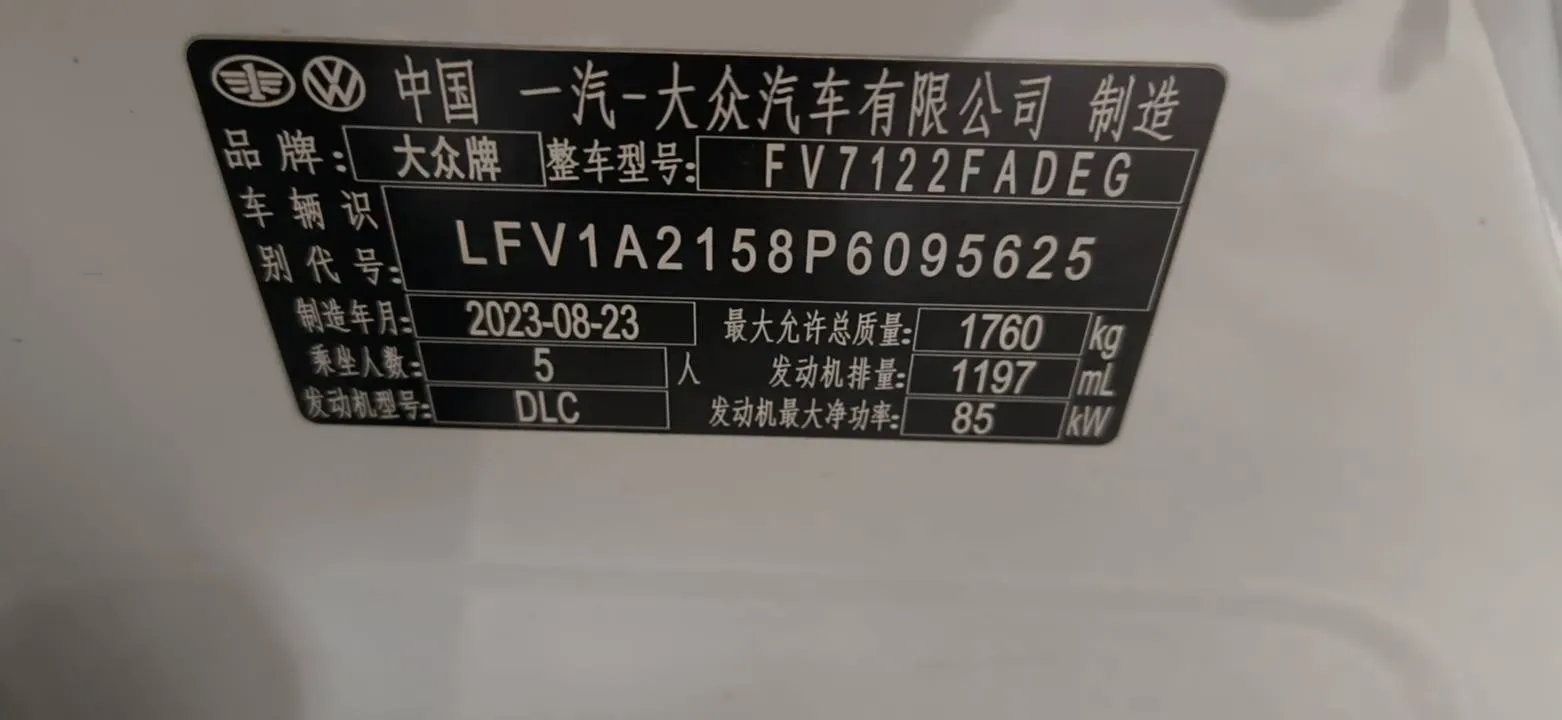 中国 一汽-大众汽车有限公司 制造
品牌: 大众牌 整车型号: FV7122FADEG
车辆识别代号: LFV1A2158P6095625
制造年月: 2023-08-23 最大允许总质量: 1760 kg
乘坐人数: 5 人 发动机排量: 1197 mL
发动机型号: DLC 发动机最大净功率: 85 kW